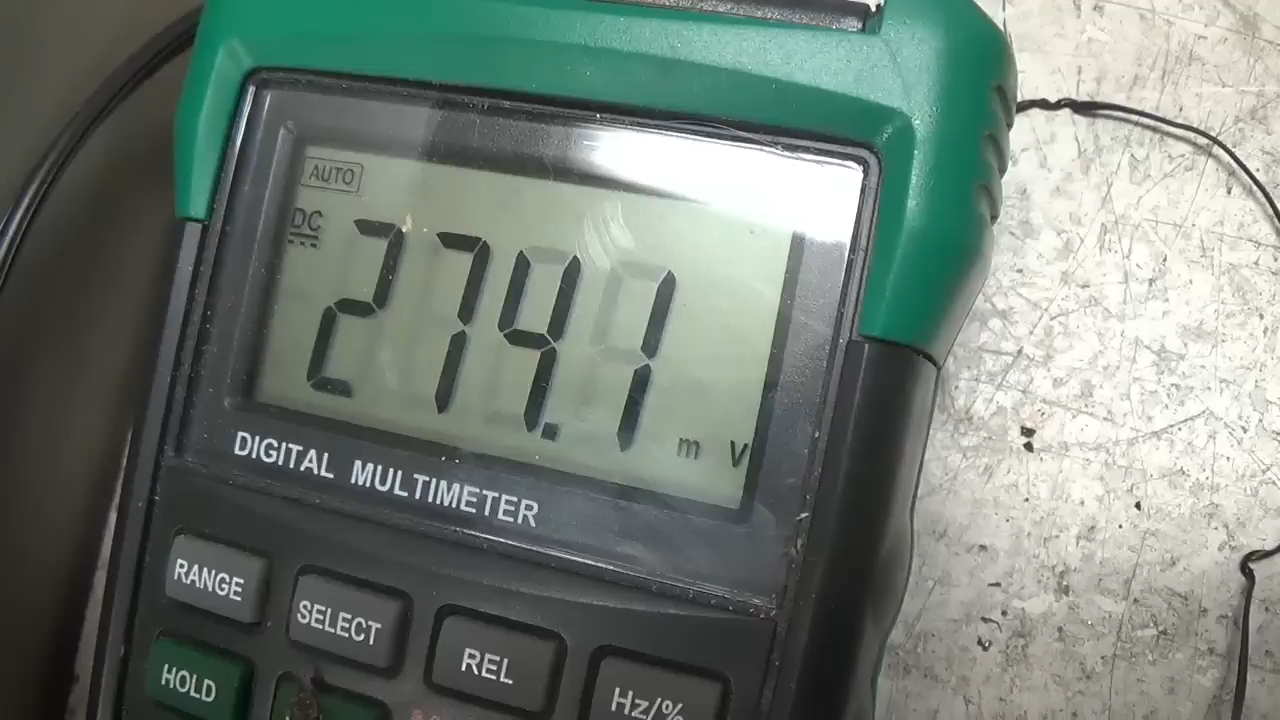 AUTO
DC
274.1 m V
DIGITAL MULTIMETER
RANGE
SELECT
REL
Hz/%
HOLD